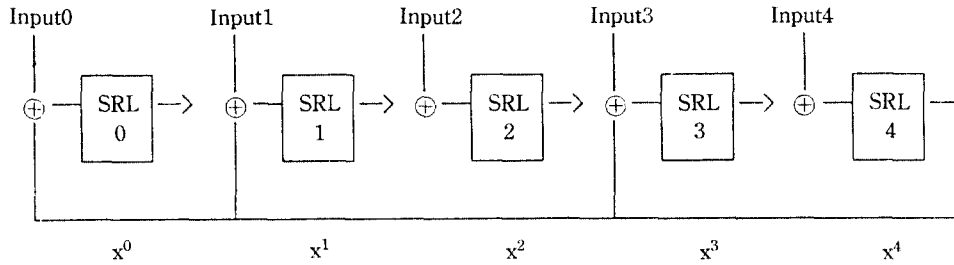 Input0 Input1 Input2 Input3 Input4
SRL SRL SRL SRL SRL
0 1 2 3 4
x⁰ x¹ x² x³ x⁴